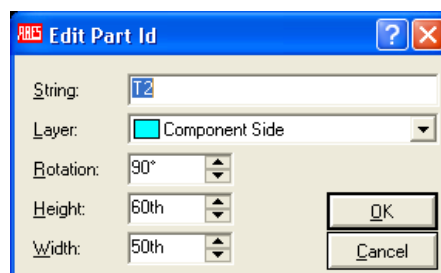 ARES Edit Part Id
String: T2
Layer: Component Side
Rotation: 90°
Height: 60th
OK
Width: 50th
Cancel